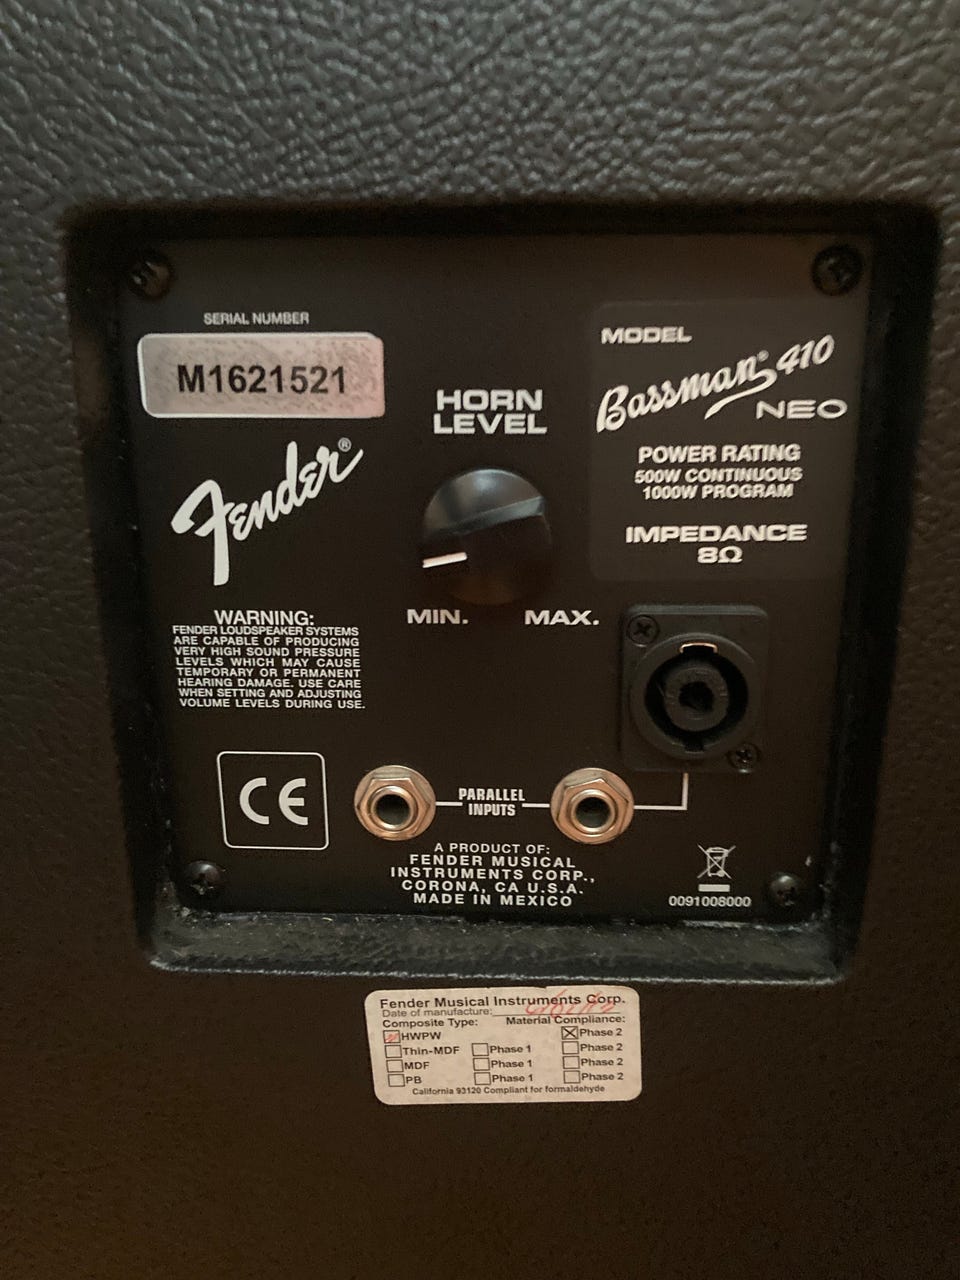 SERIAL NUMBER
M1621521
Fender®
HORN
LEVEL
MIN.
MAX.
MODEL
Bassman® 410
NEO
POWER RATING
500W CONTINUOUS
1000W PROGRAM
IMPEDANCE
8Ω
WARNING:
FENDER LOUDSPEAKER SYSTEMS
ARE CAPABLE OF PRODUCING
VERY HIGH SOUND PRESSURE
LEVELS WHICH MAY CAUSE
TEMPORARY OR PERMANENT
HEARING DAMAGE. USE CARE
WHEN SETTING AND ADJUSTING
VOLUME LEVELS DURING USE.
CE
PARALLEL
INPUTS
A PRODUCT OF:
FENDER MUSICAL
INSTRUMENTS CORP.,
CORONA, CA U.S.A.
MADE IN MEXICO
0091008000
Fender Musical Instruments Corp.
Date of manufacture:
Composite Type: Material Compliance:
HWPW Phase 2
Thin-MDF Phase 1 Phase 2
MDF Phase 1 Phase 2
PB Phase 1 Phase 2
California 93120 Compliant for formaldehyde